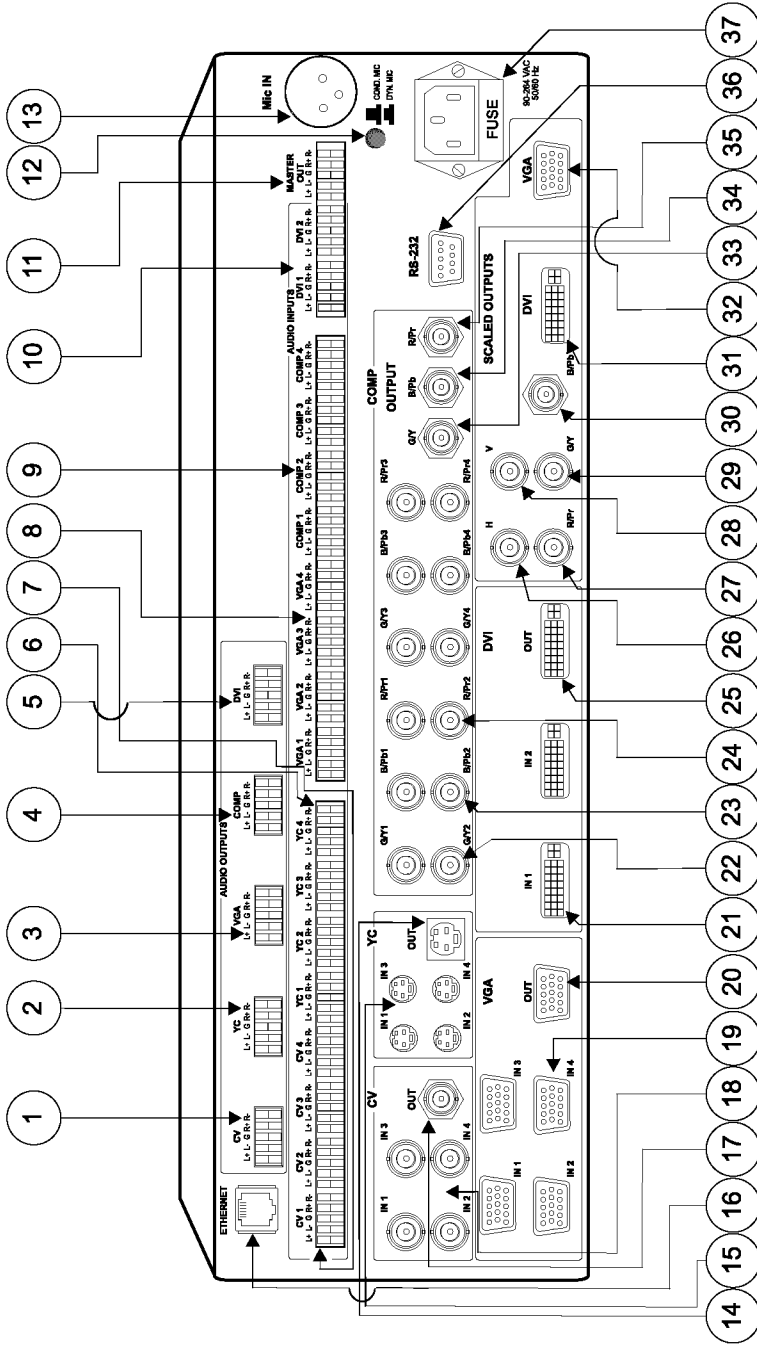 1
2
3
4
5
6
7
8
9
10
11
12
13
ETHERNET
AUDIO OUTPUTS
CV
L+ L- G R+ R-
YC
L+ L- G R+ R-
VGA
L+ L- G R+ R-
COMP
L+ L- G R+ R-
DVI
L+ L- G R+ R-
AUDIO INPUTS
CV 1
L+ L- G R+ R-
CV 2
L+ L- G R+ R-
CV 3
L+ L- G R+ R-
CV 4
L+ L- G R+ R-
YC 1
L+ L- G R+ R-
YC 2
L+ L- G R+ R-
YC 3
L+ L- G R+ R-
YC 4
L+ L- G R+ R-
VGA 1
L+ L- G R+ R-
VGA 2
L+ L- G R+ R-
VGA 3
L+ L- G R+ R-
VGA 4
L+ L- G R+ R-
COMP 1
L+ L- G R+ R-
COMP 2
L+ L- G R+ R-
COMP 3
L+ L- G R+ R-
COMP 4
L+ L- G R+ R-
DVI 1
L+ L- G R+ R-
DVI 2
L+ L- G R+ R-
MASTER
OUT
L+ L- G R+ R-
Mic IN
COND. MIC
DYN. MIC
CV
IN 1
IN 3
OUT
IN 2
IN 4
YC
IN 1
IN 3
OUT
IN 2
IN 4
COMP
OUTPUT
G/Y1
B/Pb1
R/Pr1
G/Y3
B/Pb3
R/Pr3
G/Y
B/Pb
R/Pr
G/Y2
B/Pb2
R/Pr2
G/Y4
B/Pb4
R/Pr4
RS-232
FUSE
90-264 VAC
50/60 Hz
VGA
IN 1
IN 3
OUT
IN 2
IN 4
DVI
IN 1
IN 2
OUT
SCALED OUTPUTS
H
V
R/Pr
G/Y
B/Pb
DVI
VGA
14
15
16
17
18
19
20
21
22
23
24
25
26
27
28
29
30
31
32
33
34
35
36
37